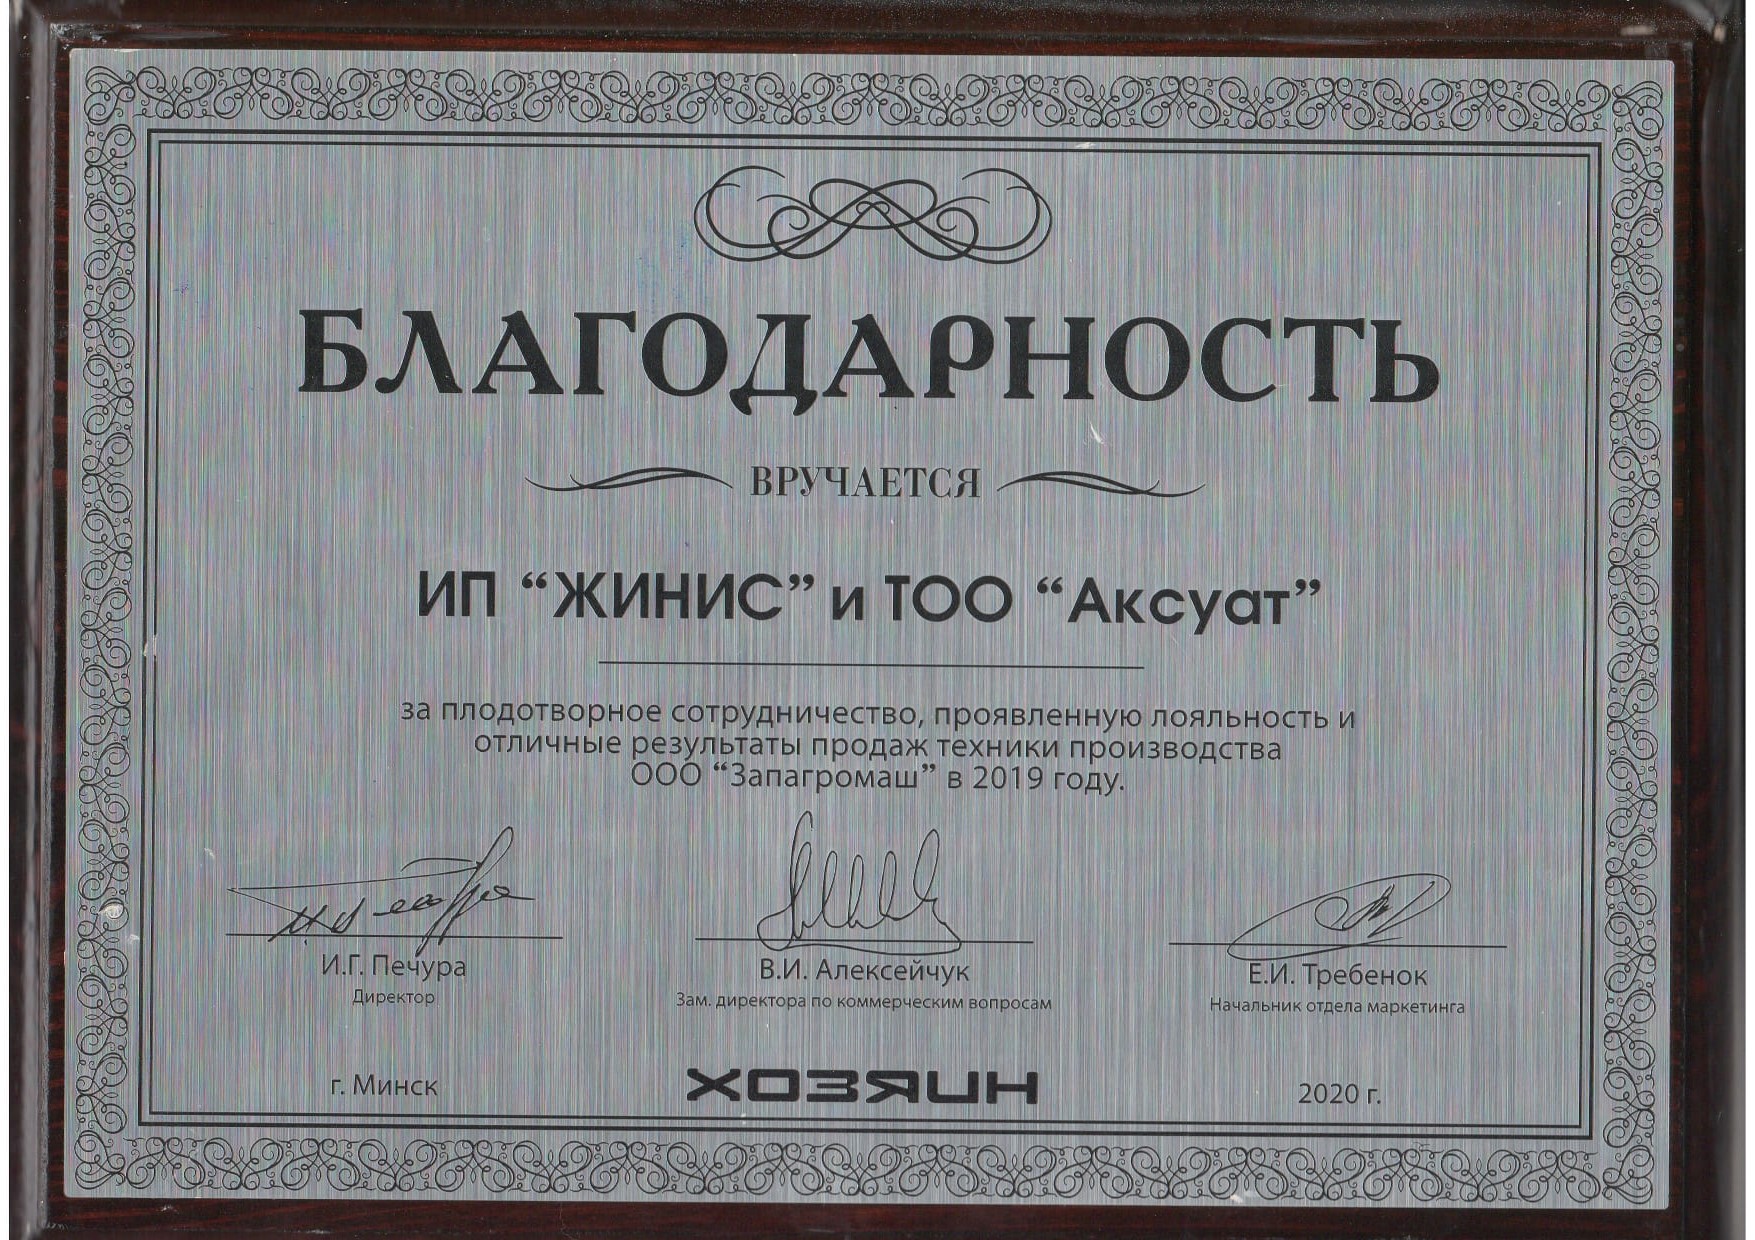 БЛАГОДАРНОСТЬ
ВРУЧАЕТСЯ
ИП “ЖИНИС” и ТОО “Аксуат”
за плодотворное сотрудничество, проявленную лояльность и
отличные результаты продаж техники производства
ООО “Запагромаш” в 2019 году.
И.Г. Печура
Директор
В.И. Алексейчук
Зам. директора по коммерческим вопросам
Е.И. Требенок
Начальник отдела маркетинга
г. Минск
ХОЗЯИН
2020 г.